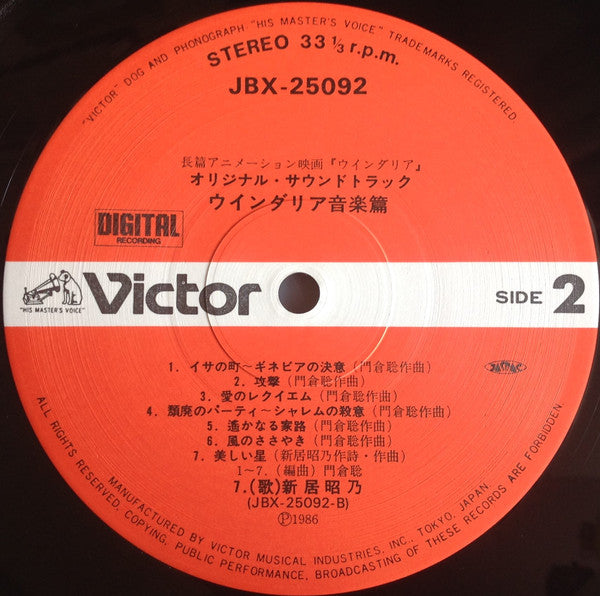 "VICTOR" DOG AND PHONOGRAPH-"HIS MASTER'S VOICE" TRADEMARKS REGISTERED.
STEREO 33 1/3 r.p.m.
JBX-25092
長篇アニメーション映画『ウインダリア』
オリジナル・サウンドトラック
ウインダリア音楽篇
DIGITAL
RECORDING
"HIS MASTER'S VOICE"
Victor
SIDE 2
1. イサの町〜ギネビアの決意(門倉聡作曲)
2. 攻撃(門倉聡作曲)
3. 愛のレクイエム(門倉聡作曲)
4. 頽廃のパーティ〜シャレムの殺意(門倉聡作曲)
5. 遙かなる家路(門倉聡作曲)
6. 風のささやき(門倉聡作曲)
7. 美しい星(新居昭乃作詩・作曲)
1〜7.(編曲)門倉聡
7.(歌)新居昭乃
(JBX-25092-B)
Ⓟ1986
ALL RIGHTS RESERVED. COPYING, PUBLIC PERFORMANCE, BROADCASTING OF THESE RECORDS ARE FORBIDDEN.
MANUFACTURED BY VICTOR MUSICAL INDUSTRIES, INC., TOKYO, JAPAN.